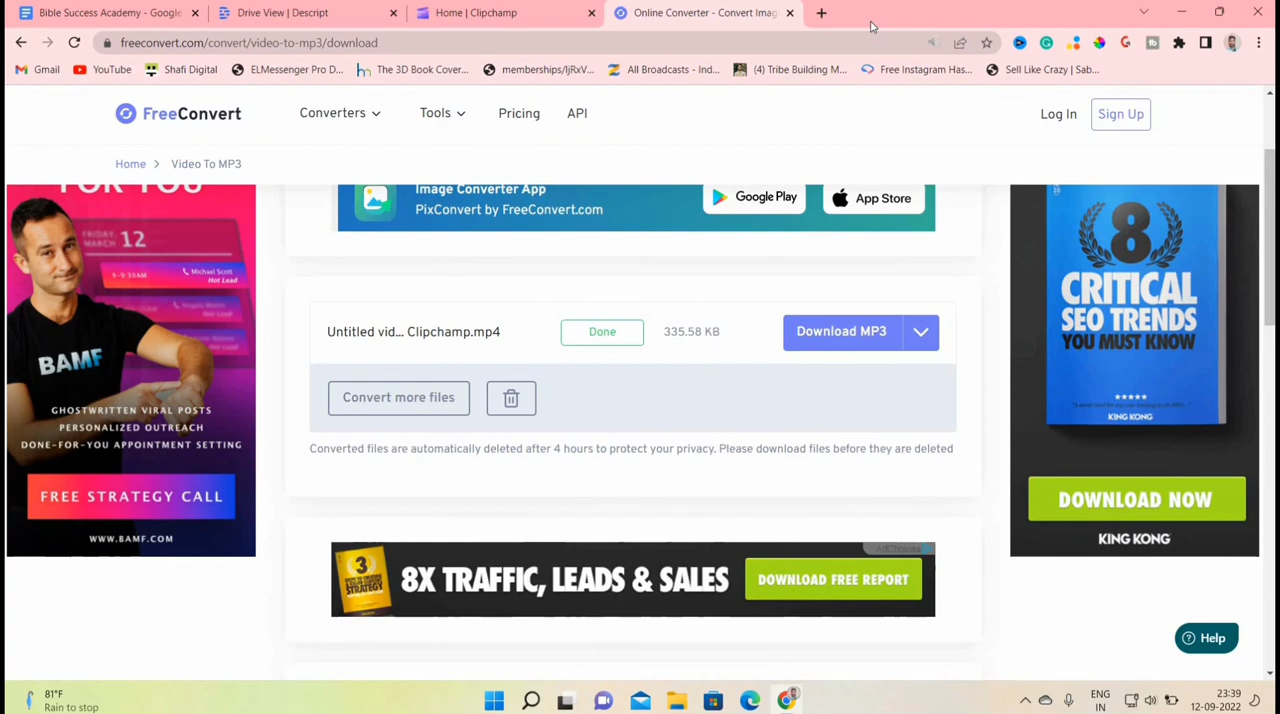 Bible Success Academy - Google
Drive View | Descript
Home | Clipchamp
Online Converter - Convert Imag
freeconvert.com/convert/video-to-mp3/download
Gmail
YouTube
Shafi Digital
ELMessenger Pro D...
The 3D Book Cover...
memberships/IjRxV...
All Broadcasts - Ind...
(4) Tribe Building M...
Free Instagram Has...
Sell Like Crazy | Sab...
FreeConvert
Converters
Tools
Pricing
API
Log In
Sign Up
Home > Video To MP3
FOR YOU
FRIDAY,
MARCH 12
9-9:30AM
Michael Scott
Hot Lead
BAMF
GHOSTWRITTEN VIRAL POSTS
PERSONALIZED OUTREACH
DONE-FOR-YOU APPOINTMENT SETTING
FREE STRATEGY CALL
WWW.BAMF.COM
Image Converter App
PixConvert by FreeConvert.com
Google Play
App Store
Untitled vid... Clipchamp.mp4
Done
335.58 KB
Download MP3
Convert more files
Converted files are automatically deleted after 4 hours to protect your privacy. Please download files before they are deleted
AdChoices
3
8X TRAFFIC, LEADS & SALES
DOWNLOAD FREE REPORT
8
CRITICAL
SEO TRENDS
YOU MUST KNOW
KING KONG
DOWNLOAD NOW
KING KONG
Help
81°F
Rain to stop
ENG
IN
23:39
12-09-2022